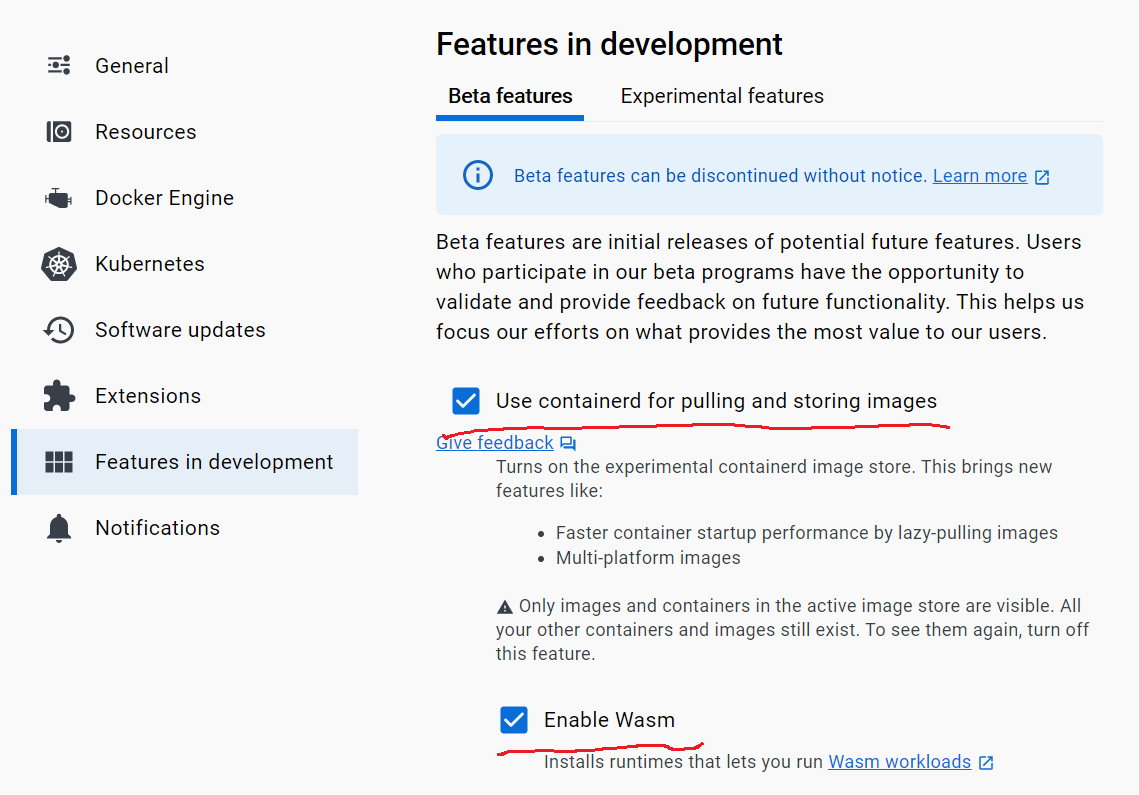 General
Resources
Docker Engine
Kubernetes
Software updates
Extensions
Features in development
Notifications
Features in development
Beta features
Experimental features
Beta features can be discontinued without notice. Learn more
Beta features are initial releases of potential future features. Users
who participate in our beta programs have the opportunity to
validate and provide feedback on future functionality. This helps us
focus our efforts on what provides the most value to our users.
Use containerd for pulling and storing images
Give feedback
Turns on the experimental containerd image store. This brings new
features like:
• Faster container startup performance by lazy-pulling images
• Multi-platform images
Only images and containers in the active image store are visible. All
your other containers and images still exist. To see them again, turn off
this feature.
Enable Wasm
Installs runtimes that lets you run Wasm workloads